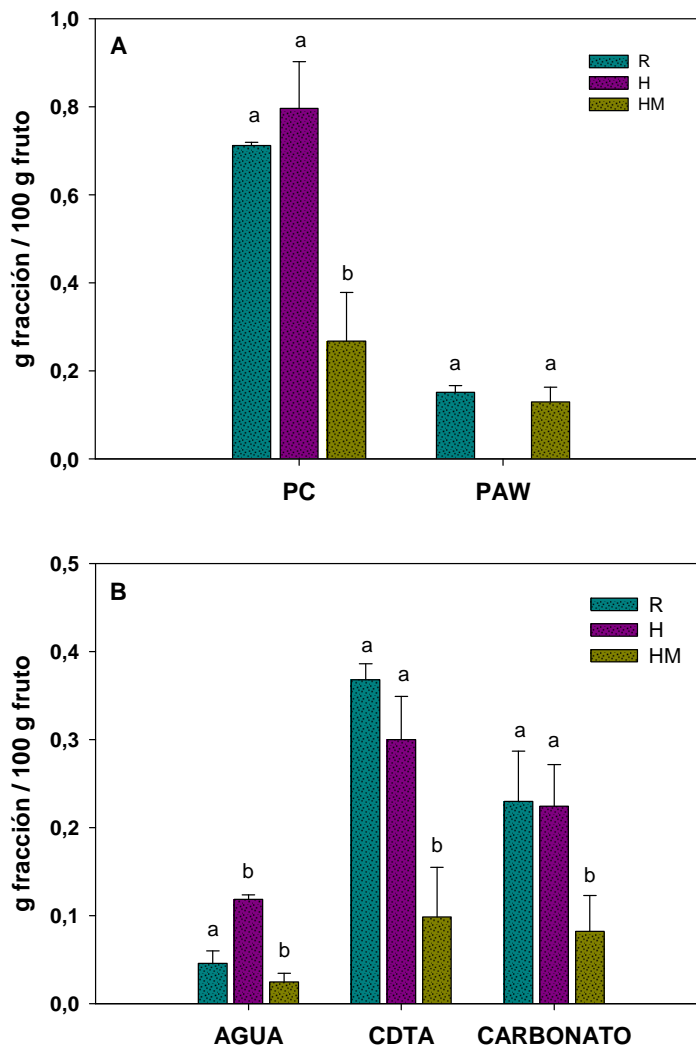 A
R
H
HM
g fracción / 100 g fruto
1,0
0,8
0,6
0,4
0,2
0,0
a
a
b
a
a
PC PAW
B
R
H
HM
g fracción / 100 g fruto
0,5
0,4
0,3
0,2
0,1
0,0
a
b
b
a
a
b
a
a
b
AGUA CDTA CARBONATO